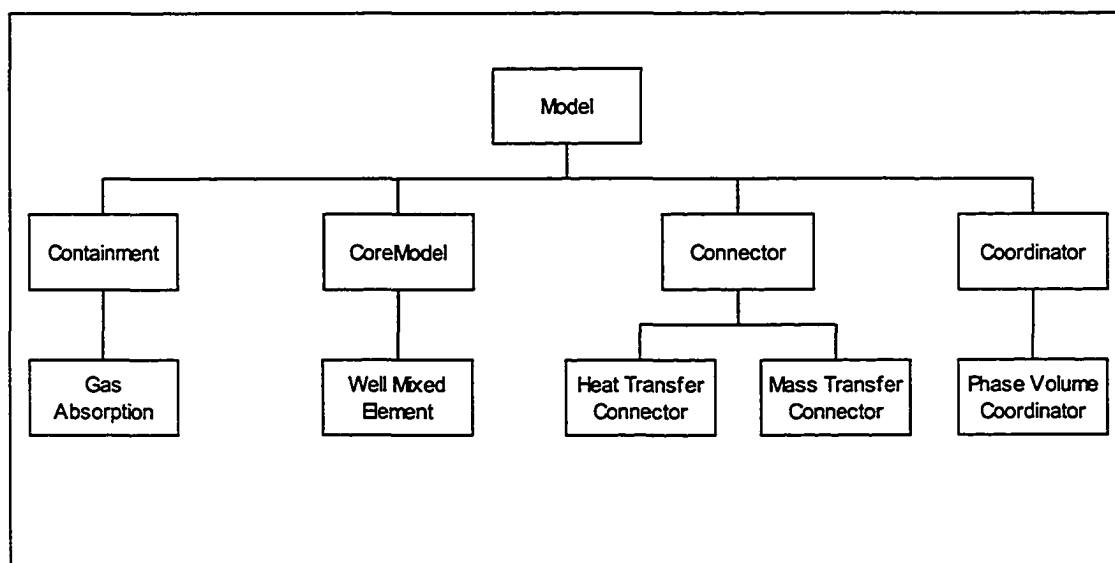 Model
Containment
CoreModel
Connector
Coordinator
Gas
Absorption
Well Mixed
Element
Heat Transfer
Connector
Mass Transfer
Connector
Phase Volume
Coordinator